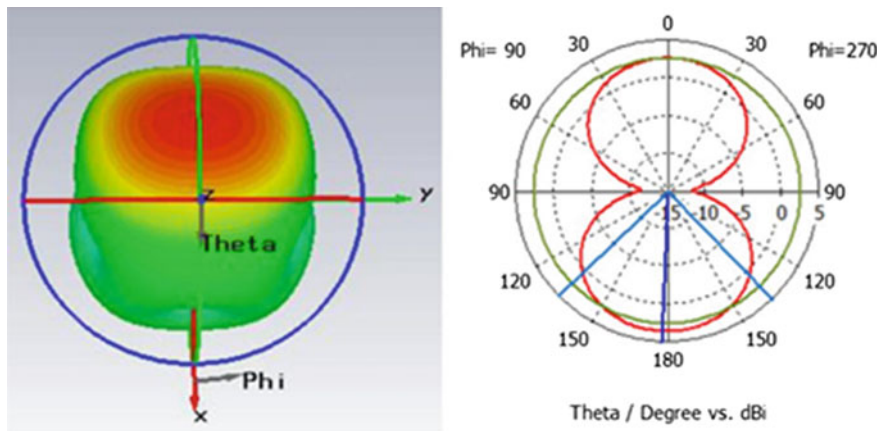 y
z
Theta
Phi
x
0
Phi= 90 30 30 Phi=270
60 60
90 90
-15 -10 -5 0 5
120 120
150 150
180
Theta / Degree vs. dBi